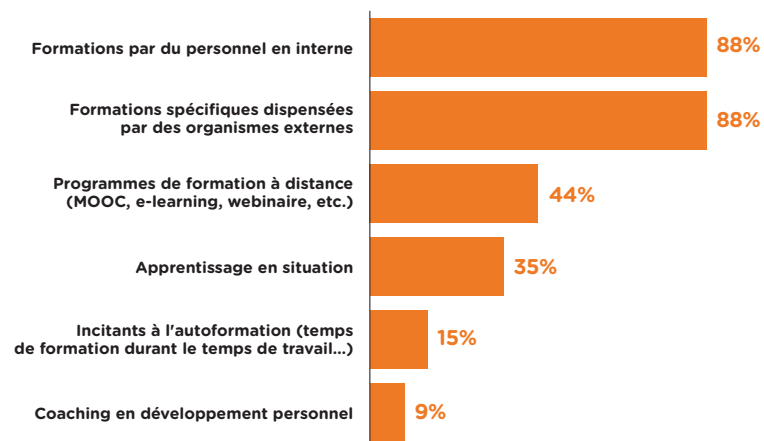 Formations par du personnel en interne
88%
Formations spécifiques dispensées
par des organismes externes
88%
Programmes de formation à distance
(MOOC, e-learning, webinaire, etc.)
44%
Apprentissage en situation
35%
Incitants à l'autoformation (temps
de formation durant le temps de travail...)
15%
Coaching en développement personnel
9%